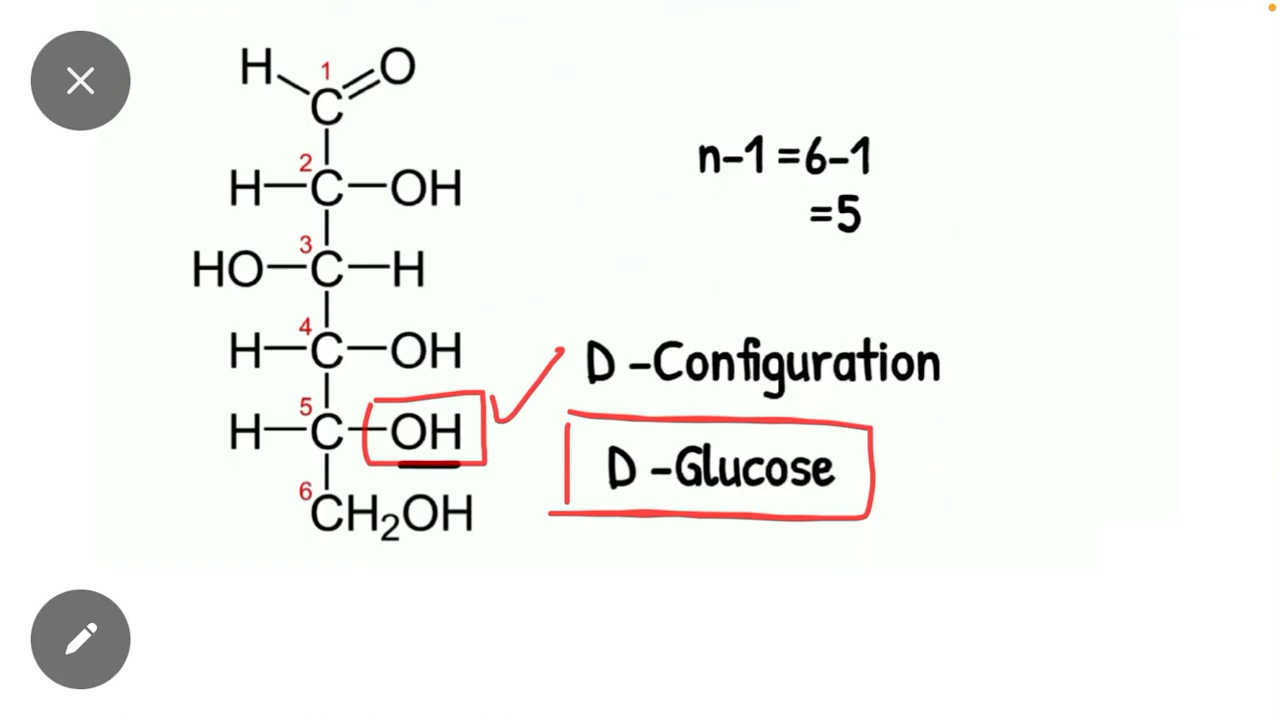 H 1 O
C
2
H—C—OH
3
HO—C—H
4
H—C—OH
5
H—C—OH
6
CH₂OH
n-1 =6-1
=5
D -Configuration
D -Glucose